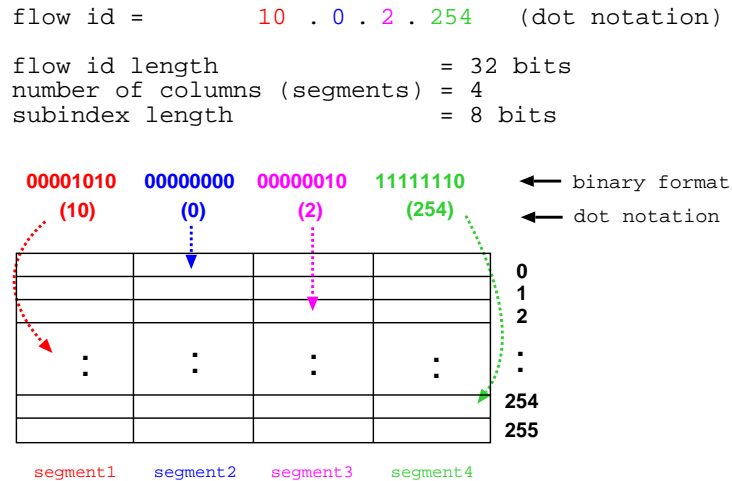 flow id = 10 . 0 . 2 . 254 (dot notation)
flow id length = 32 bits
number of columns (segments) = 4
subindex length = 8 bits
00001010 00000000 00000010 11111110 binary format
(10) (0) (2) (254) dot notation
0
1
2
: : : : :
254
255
segment1 segment2 segment3 segment4